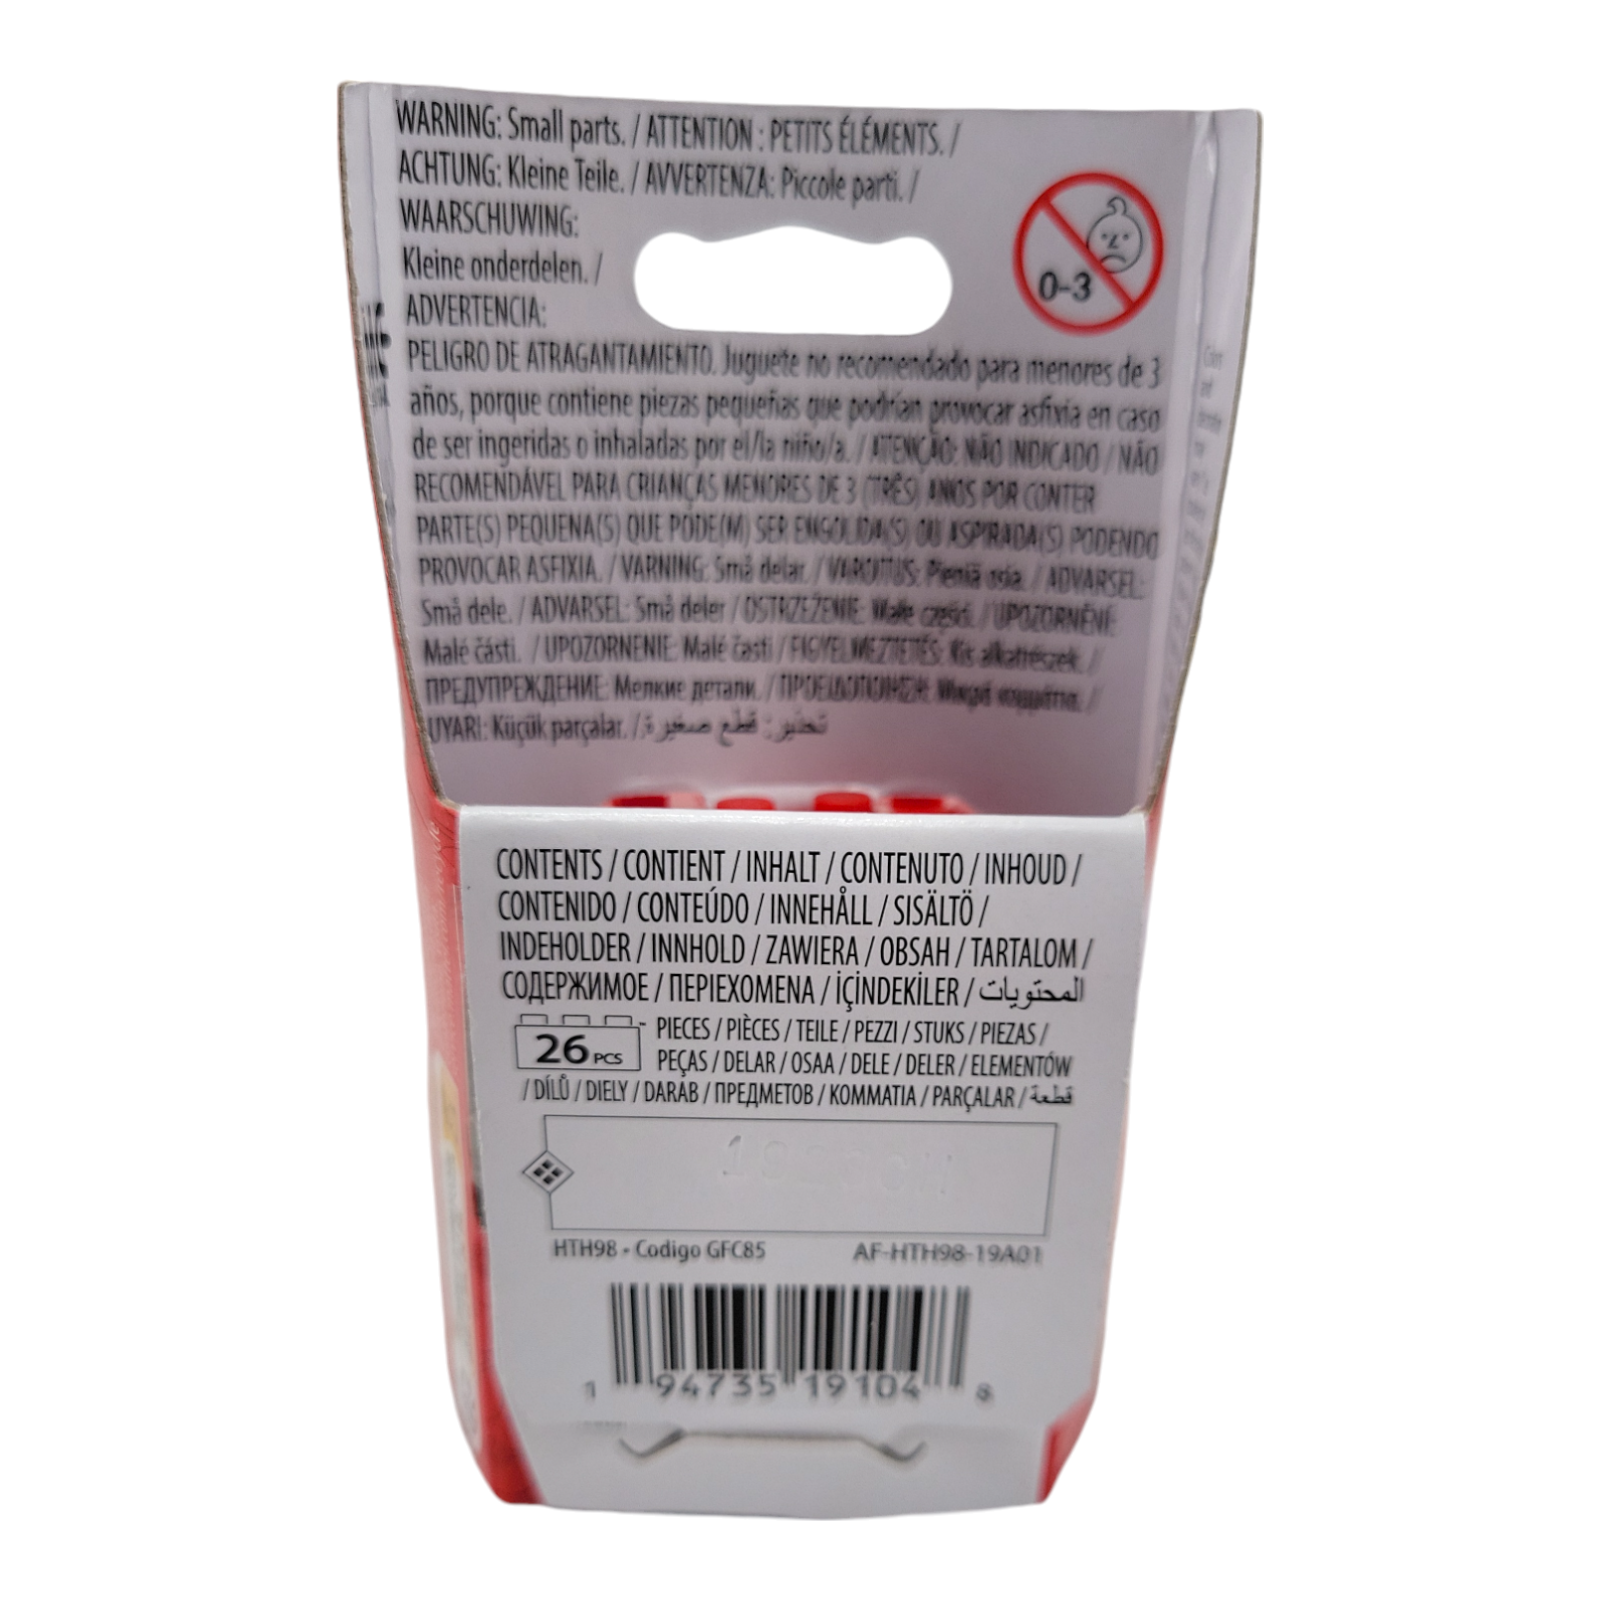 WARNING: Small parts. / ATTENTION : PETITS ÉLÉMENTS. /
ACHTUNG: Kleine Teile. / AVVERTENZA: Piccole parti. /
WAARSCHUWING:
Kleine onderdelen. /
ADVERTENCIA:
0-3
PELIGRO DE ATRAGANTAMIENTO. Juguete no recomendado para menores de 3
años, porque contiene piezas pequeñas que podrían provocar asfixia en caso
de ser ingeridas o inhaladas por el/la niño/a. / ATENÇÃO: NÃO INDICADO / NÃO
RECOMENDÁVEL PARA CRIANÇAS MENORES DE 3 (TRÊS) ANOS POR CONTER
PARTE(S) PEQUENA(S) QUE PODE(M) SER ENGOLIDA(S) OU ASPIRADA(S) PODENDO
PROVOCAR ASFIXIA. / VARNING: Små delar. / VAROITUS: Pieniä osia. / ADVARSEL:
Små dele. / ADVARSEL: Små deler / OSTRZEŻENIE: Małe części. / UPOZORNĚNÍ:
Malé části. / UPOZORNENIE: Malé časti / FIGYELMEZTETÉS: Kis alkatrészek. /
ПРЕДУПРЕЖДЕНИЕ: Мелкие детали. / ΠΡΟΕΙΔΟΠΟΙΗΣΗ: Μικρά κομμάτια. /
UYARI: Küçük parçalar. / تحذير: قطع صغيرة
CONTENTS / CONTIENT / INHALT / CONTENUTO / INHOUD /
CONTENIDO / CONTEÚDO / INNEHÅLL / SISÄLTÖ /
INDEHOLDER / INNHOLD / ZAWIERA / OBSAH / TARTALOM /
СОДЕРЖИМОЕ / ΠΕΡΙΕΧΟΜΕΝΑ / İÇİNDEKİLER / المحتويات
26 PCS ™ PIECES / PIÈCES / TEILE / PEZZI / STUKS / PIEZAS /
PEÇAS / DELAR / OSAA / DELE / DELER / ELEMENTÓW
/ DÍLŮ / DIELY / DARAB / ПРЕДМЕТОВ / ΚΟΜΜΑΤΙΑ / PARÇALAR / قطعة
HTH98 - Codigo GFC85 AF-HTH98-19A01
1 94735 19104 8